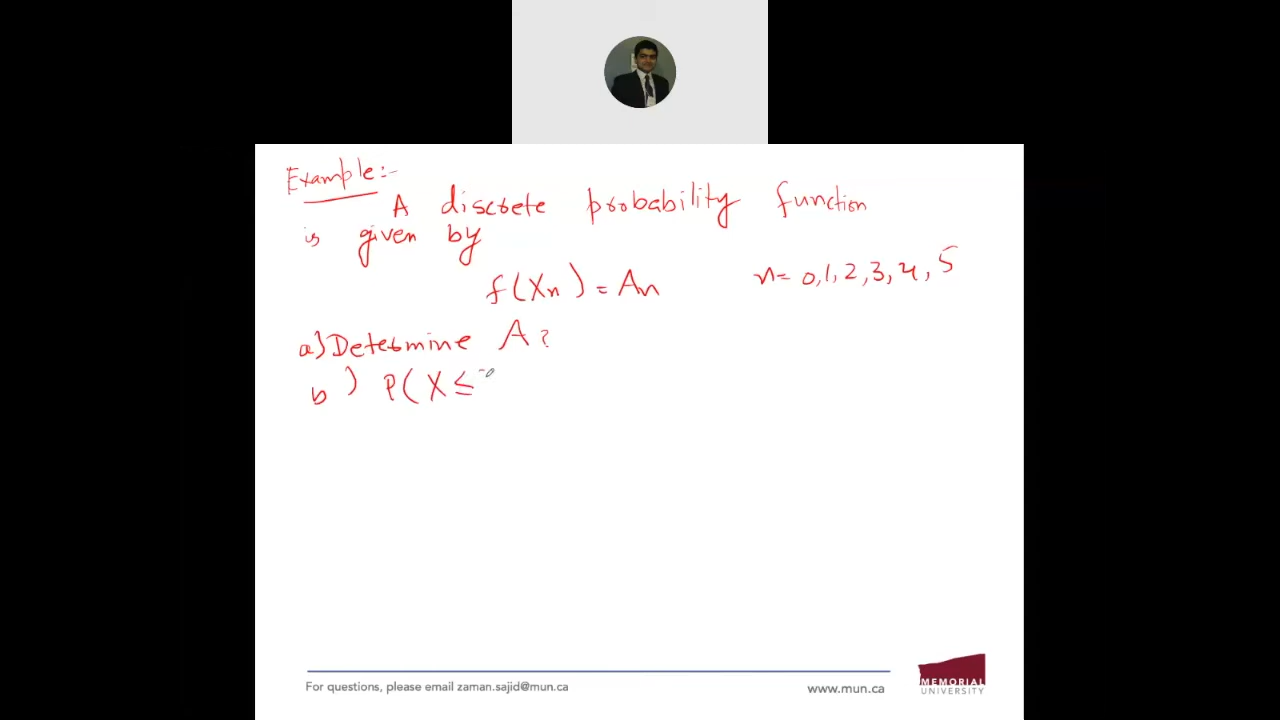 Example:-
A discrete probability function
is given by
f(Xn) = An n= 0,1,2,3,4,5
a) Determine A?
b) P(X ≤
For questions, please email zaman.sajid@mun.ca
www.mun.ca
MEMORIAL
UNIVERSITY